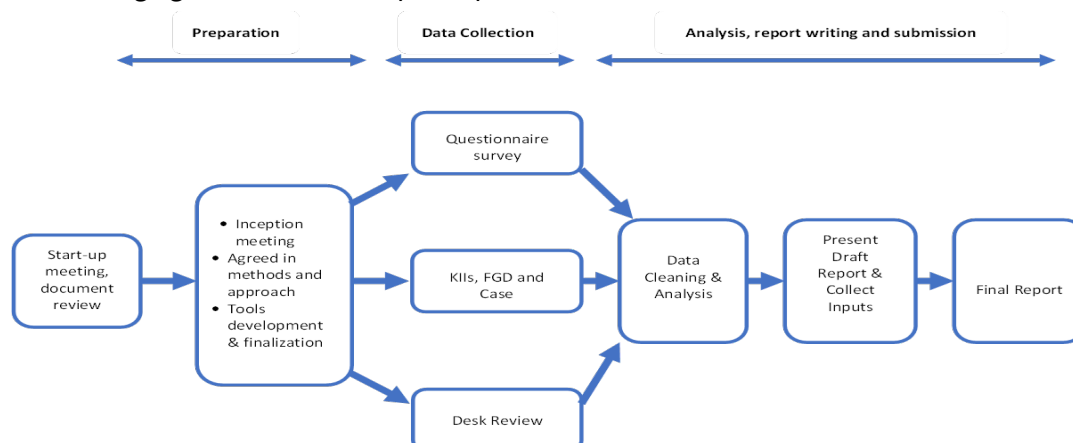 Preparation
Data Collection
Analysis, report writing and submission
Questionnaire
survey
• Inception
meeting
• Agreed in
methods and
approach
• Tools
development
& finalization
Start-up
meeting,
document
review
KIIs, FGD and
Case
Data
Cleaning &
Analysis
Present
Draft
Report &
Collect
Inputs
Final Report
Desk Review